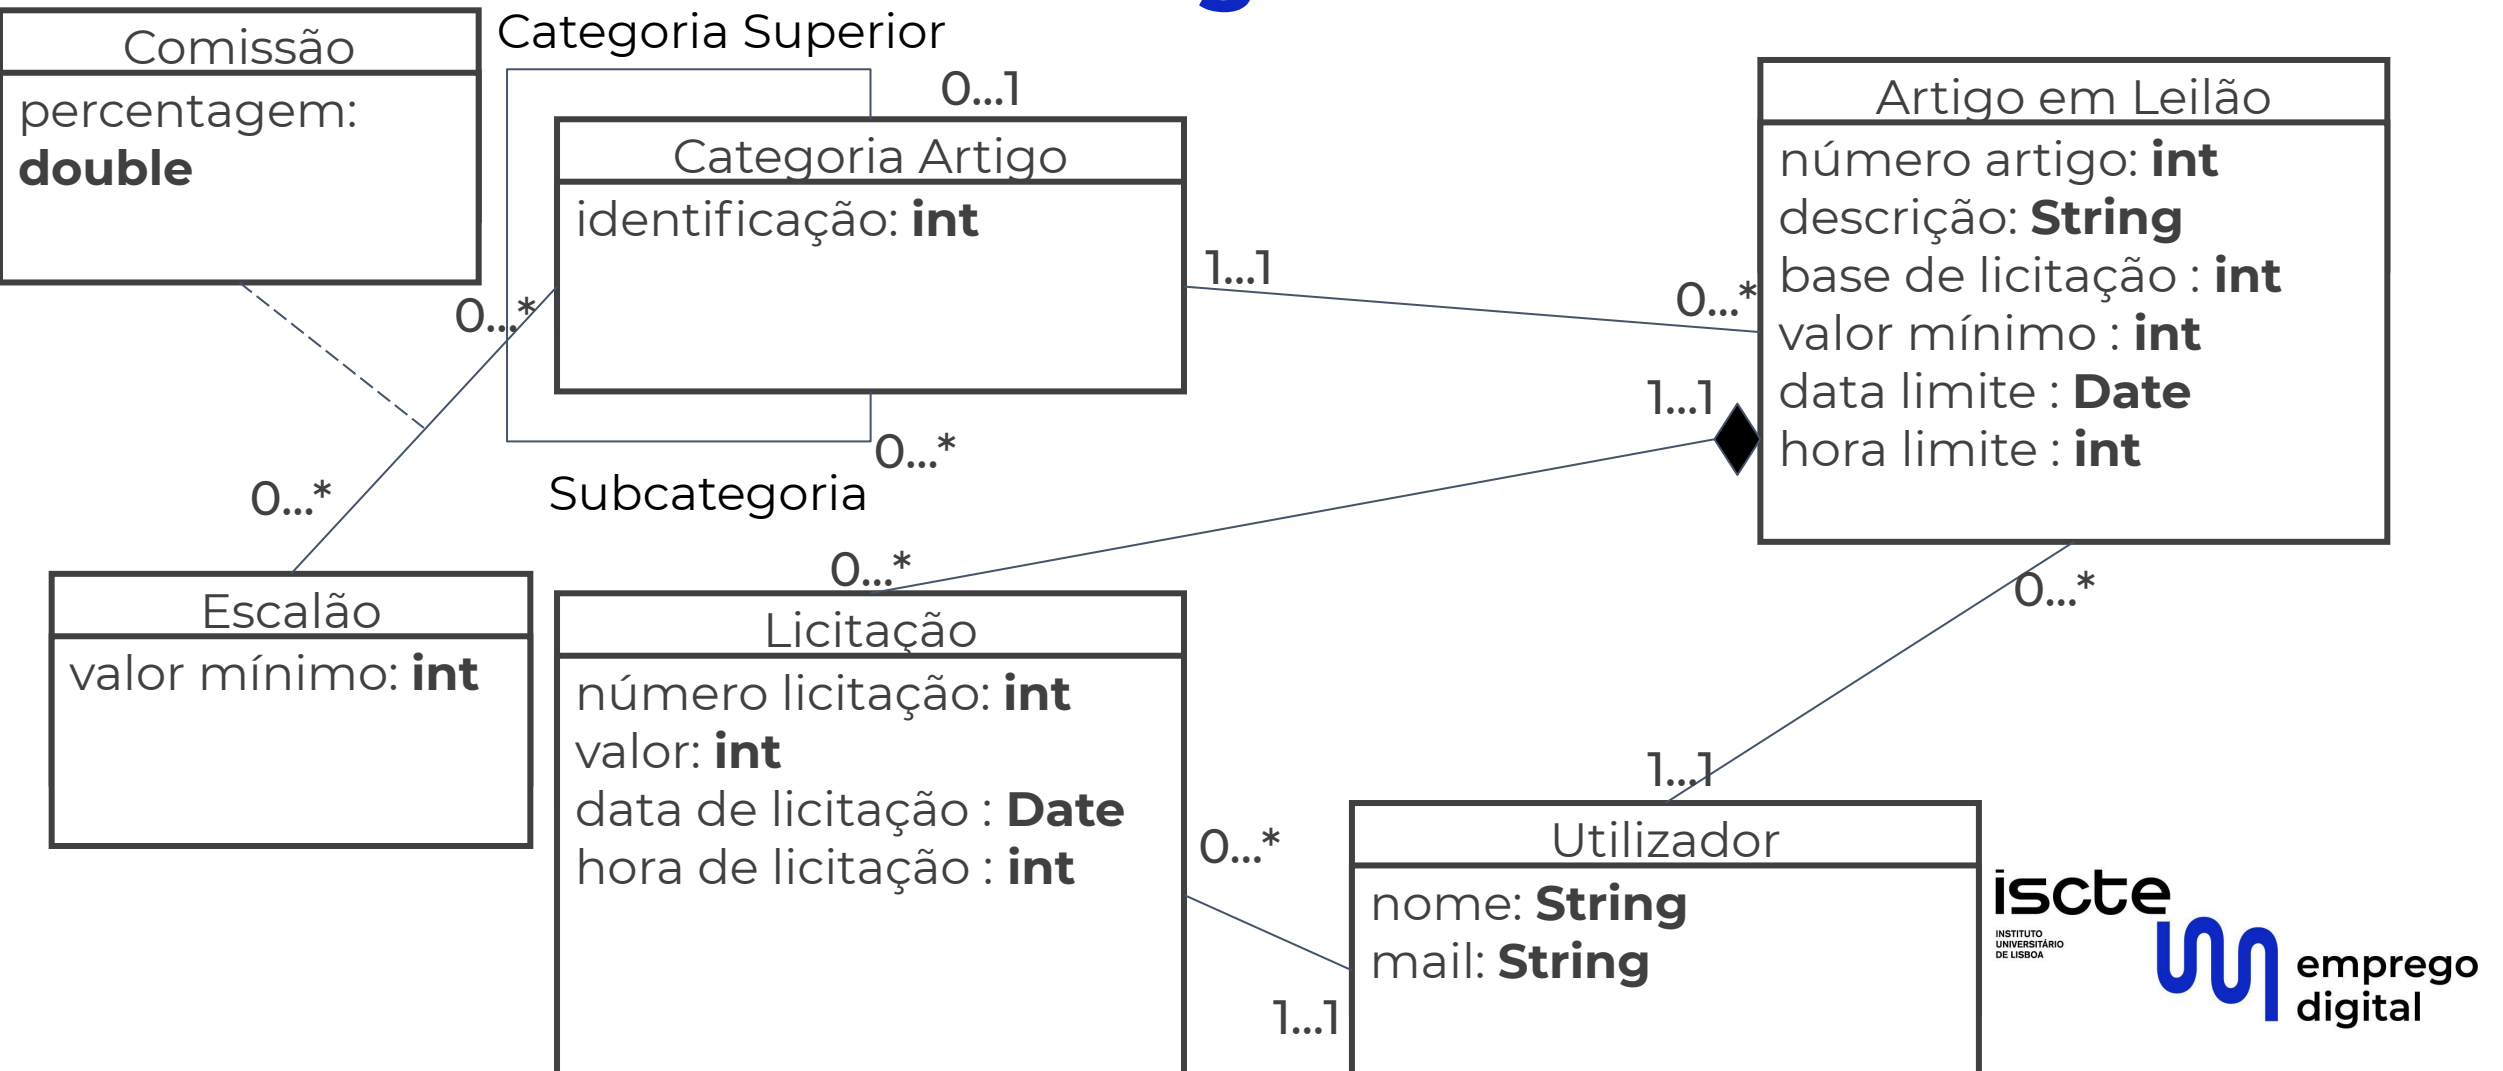 Comissão
percentagem:
double
Categoria Superior
0...1
Categoria Artigo
identificação: int
0...*
0...*
Subcategoria
0...*
1...1
0...*
Artigo em Leilão
número artigo: int
descrição: String
base de licitação : int
valor mínimo : int
data limite : Date
hora limite : int
1...1
0...*
0...*
1...1
Escalão
valor mínimo: int
Licitação
número licitação: int
valor: int
data de licitação : Date
hora de licitação : int
0...*
1...1
Utilizador
nome: String
mail: String
iscte
INSTITUTO
UNIVERSITÁRIO
DE LISBOA
emprego
digital